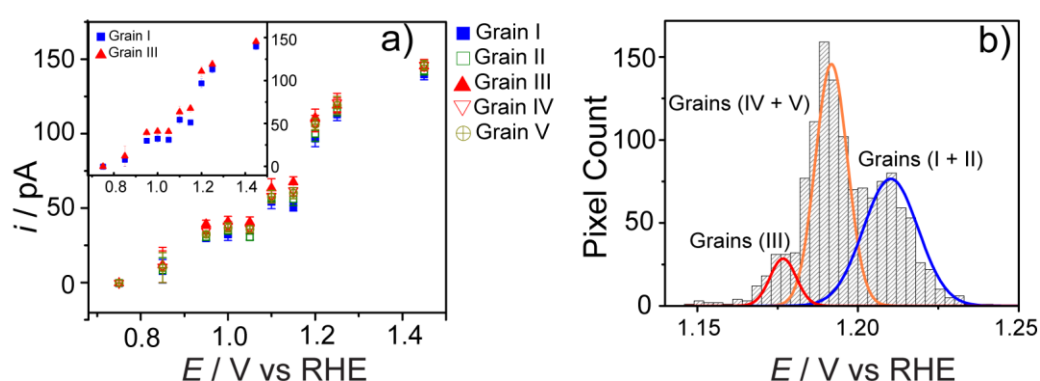 a)
Grain I
Grain III
150
100
50
0
0.8
1.0
1.2
1.4
Grain I
Grain II
Grain III
Grain IV
Grain V
150
100
50
0
i / pA
0.8
1.0
1.2
1.4
E / V vs RHE
b)
Grains (IV + V)
Grains (I + II)
Grains (III)
150
100
50
0
Pixel Count
1.15
1.20
1.25
E / V vs RHE